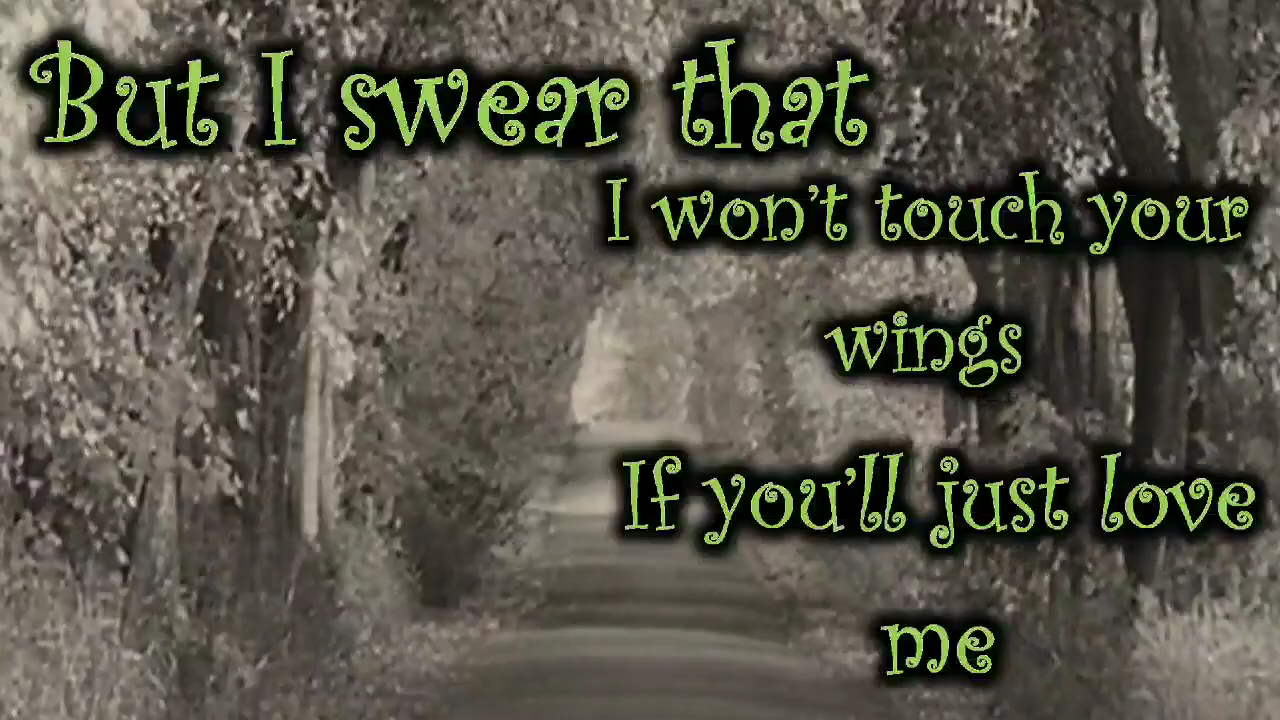 But I swear that
I won't touch your
wings
If you'll just love
me